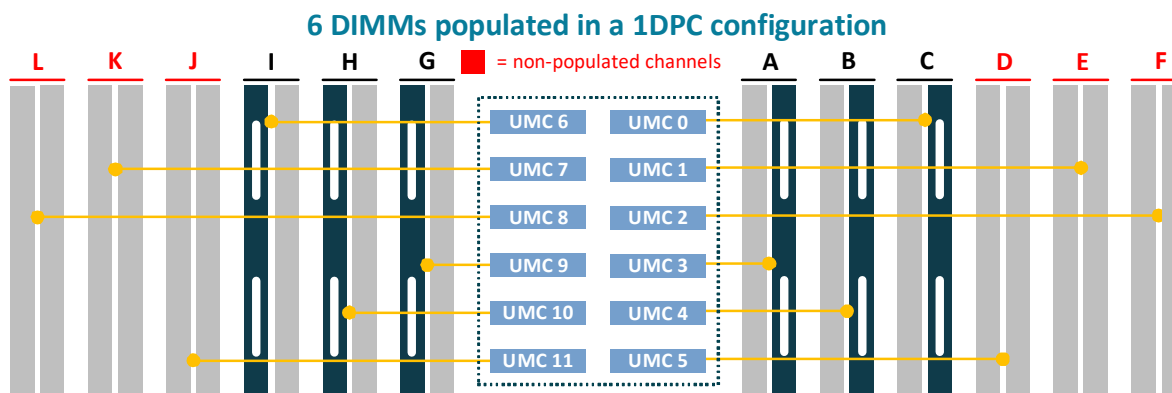 6 DIMMs populated in a 1DPC configuration
L K J I H G = non-populated channels A B C D E F
UMC 6 UMC 0
UMC 7 UMC 1
UMC 8 UMC 2
UMC 9 UMC 3
UMC 10 UMC 4
UMC 11 UMC 5